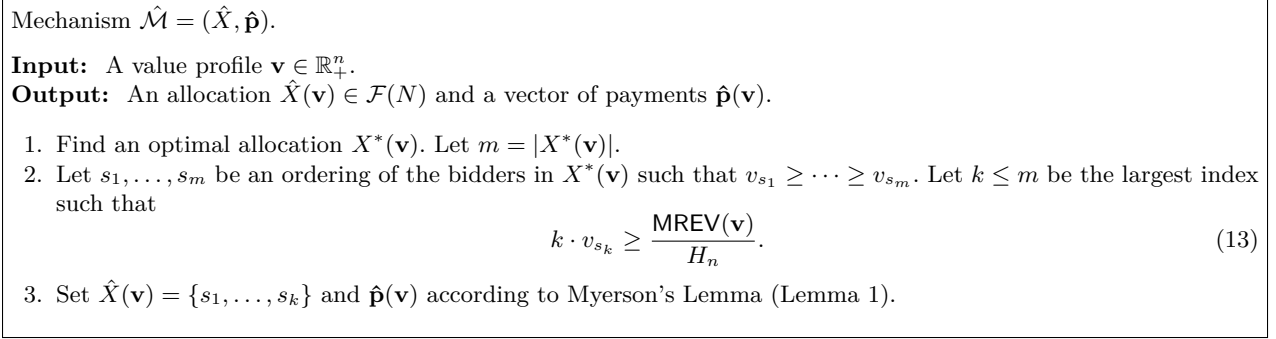 Mechanism $\hat{\mathcal{M}} = (\hat{X}, \hat{\mathbf{p}})$.
Input: A value profile $\mathbf{v} \in \mathbb{R}_+^n$.
Output: An allocation $\hat{X}(\mathbf{v}) \in \mathcal{F}(N)$ and a vector of payments $\hat{\mathbf{p}}(\mathbf{v})$.
1. Find an optimal allocation $X^*(\mathbf{v})$. Let $m = |X^*(\mathbf{v})|$.
2. Let $s_1, \ldots, s_m$ be an ordering of the bidders in $X^*(\mathbf{v})$ such that $v_{s_1} \geq \cdots \geq v_{s_m}$. Let $k \leq m$ be the largest index
such that
$k \cdot v_{s_k} \geq \frac{\mathsf{MREV}(\mathbf{v})}{H_n}.$ (13)
3. Set $\hat{X}(\mathbf{v}) = \{s_1, \ldots, s_k\}$ and $\hat{\mathbf{p}}(\mathbf{v})$ according to Myerson's Lemma (Lemma 1).